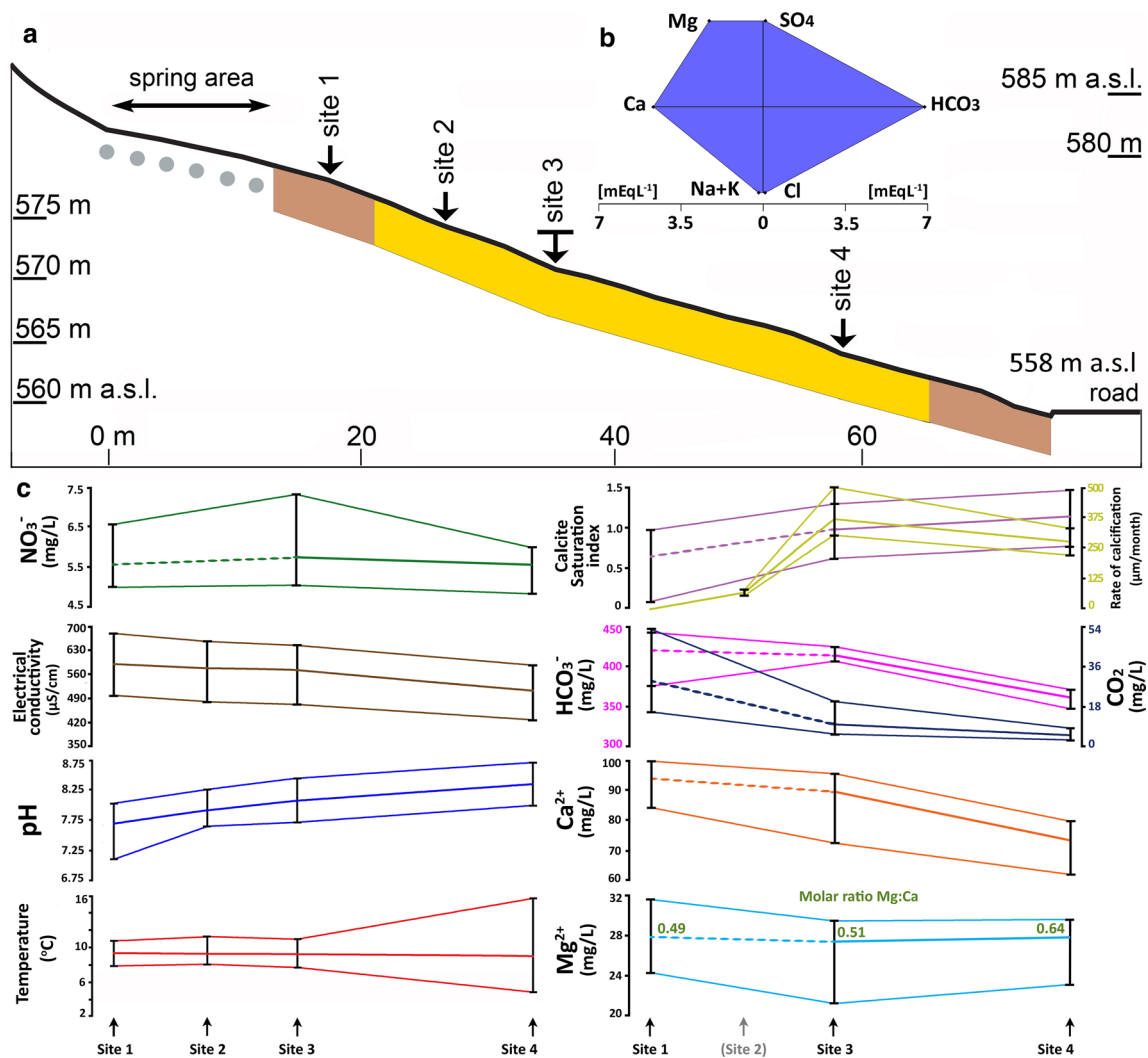 a
spring area
site 1
site 2
site 3
site 4
575 m
570 m
565 m
560 m a.s.l.
585 m a.s.l.
580 m
558 m a.s.l
road
0 m
20
40
60
b
Mg
SO4
Ca
HCO3
Na+K
Cl
[mEqL-1]
[mEqL-1]
7
3.5
0
3.5
7
c
NO3−
(mg/L)
7.5
6.5
5.5
4.5
Electrical
conductivity
(µS/cm)
700
630
560
490
420
350
pH
8.75
8.25
7.75
7.25
6.75
Temperature
(°C)
16
10
6
2
Site 1
Site 2
Site 3
Site 4
Calcite
Saturation
index
1.5
1.0
0.5
0
500
375
250
125
0
Rate of calcification
(µm/month)
HCO3−
(mg/L)
450
400
350
300
54
36
18
0
CO2
(mg/L)
Ca2+
(mg/L)
100
90
80
70
60
Mg2+
(mg/L)
32
28
24
20
Molar ratio Mg:Ca
0.49
0.51
0.64
Site 1
(Site 2)
Site 3
Site 4